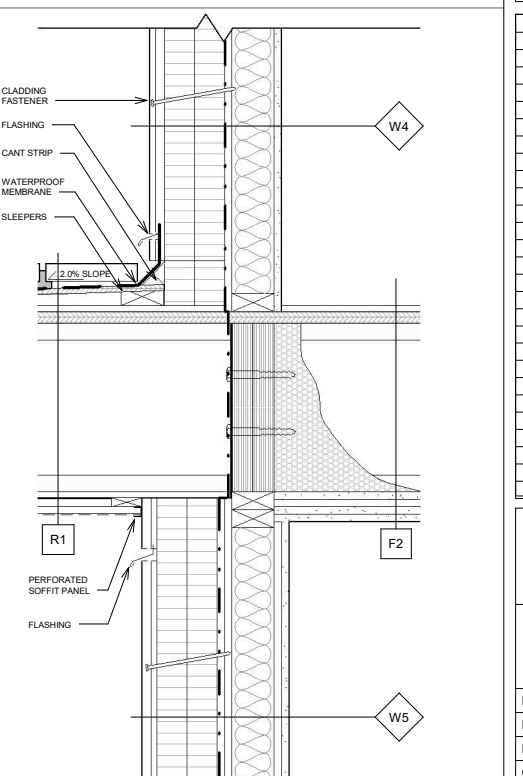 CLADDING
FASTENER
W4
FLASHING
CANT STRIP
WATERPROOF
MEMBRANE
SLEEPERS
2.0% SLOPE
R1
F2
PERFORATED
SOFFIT PANEL
FLASHING
W5